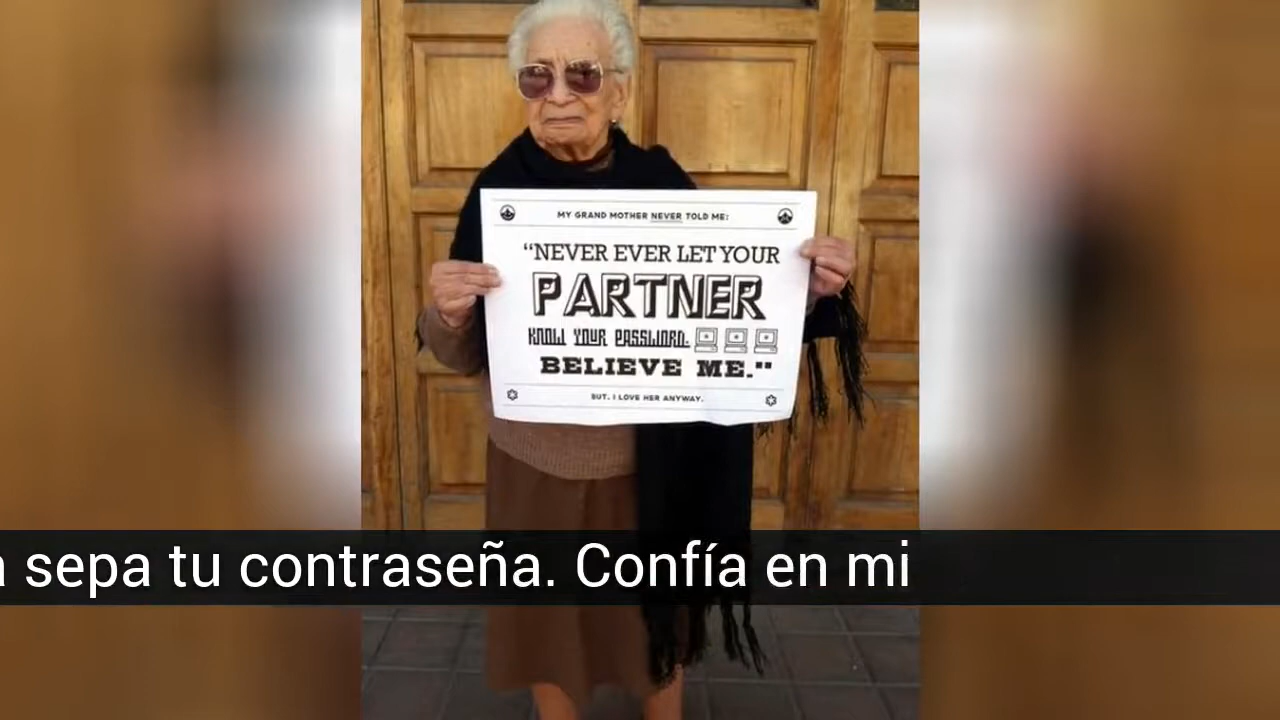 MY GRAND MOTHER NEVER TOLD ME:
“NEVER EVER LET YOUR
PARTNER
KNOW YOUR PASSWORD.
BELIEVE ME."
BUT, I LOVE HER ANYWAY.
sepa tu contraseña. Confía en mi